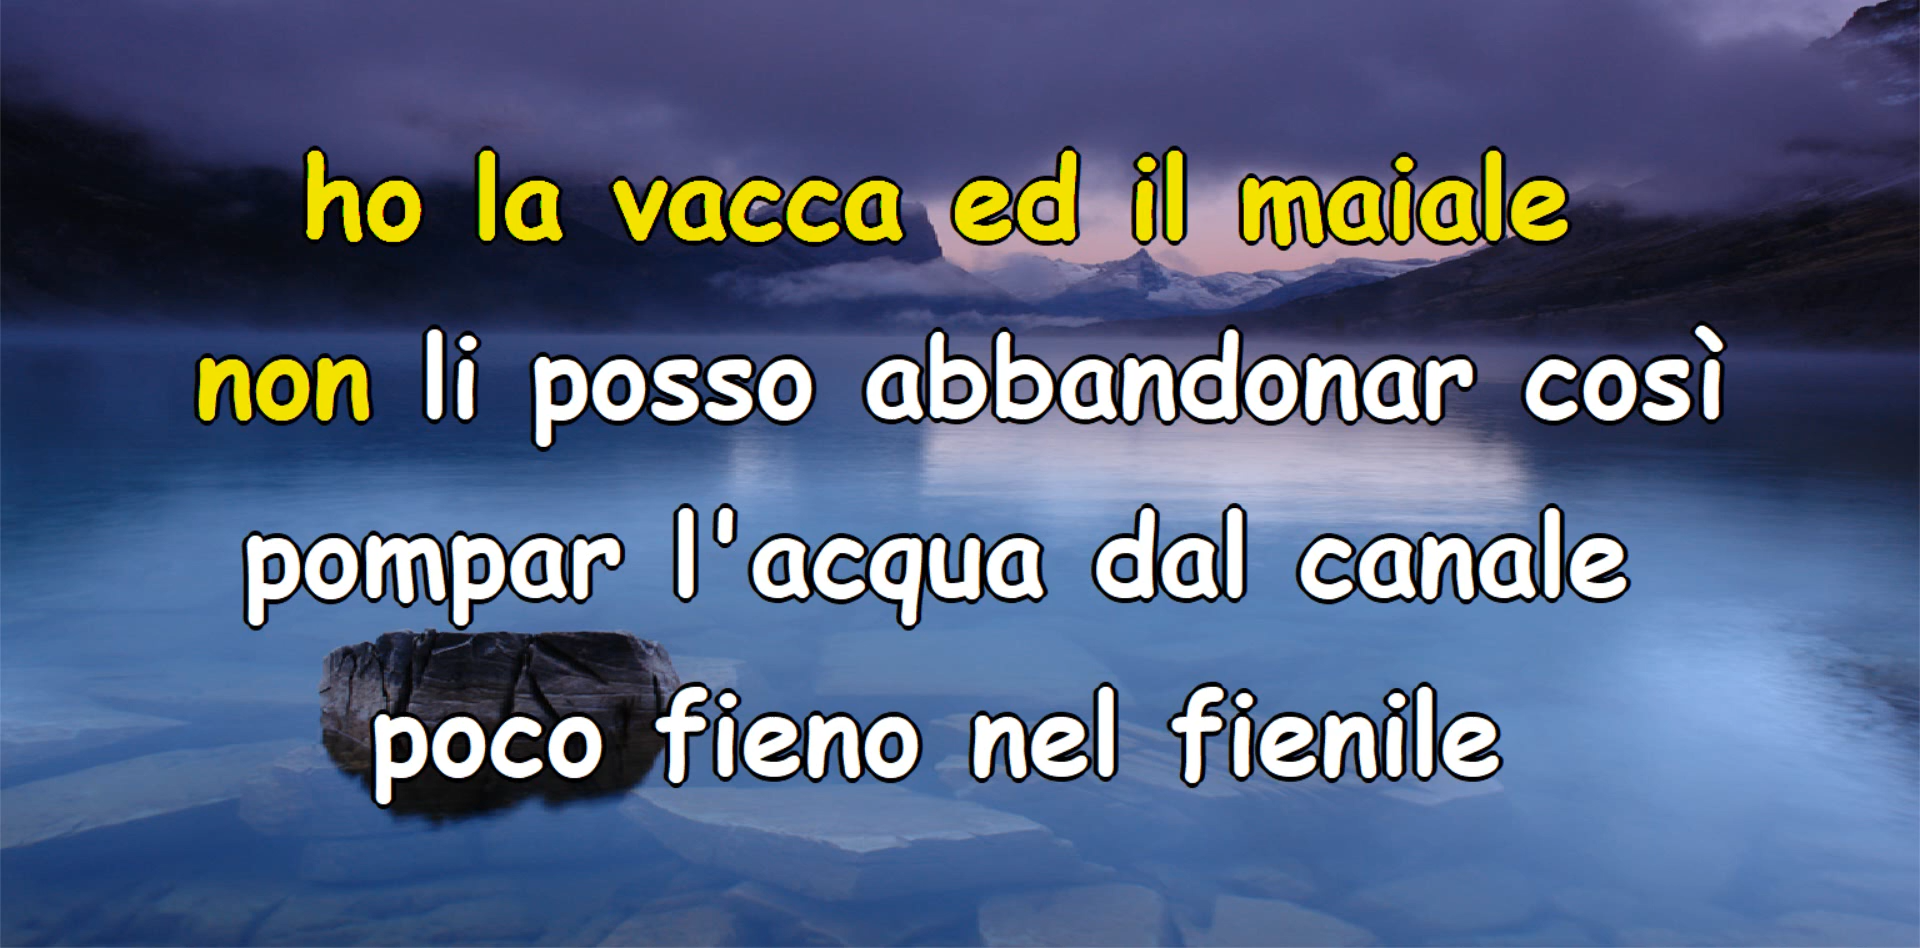 ho la vacca ed il maiale
non li posso abbandonar così
pompar l'acqua dal canale
poco fieno nel fienile